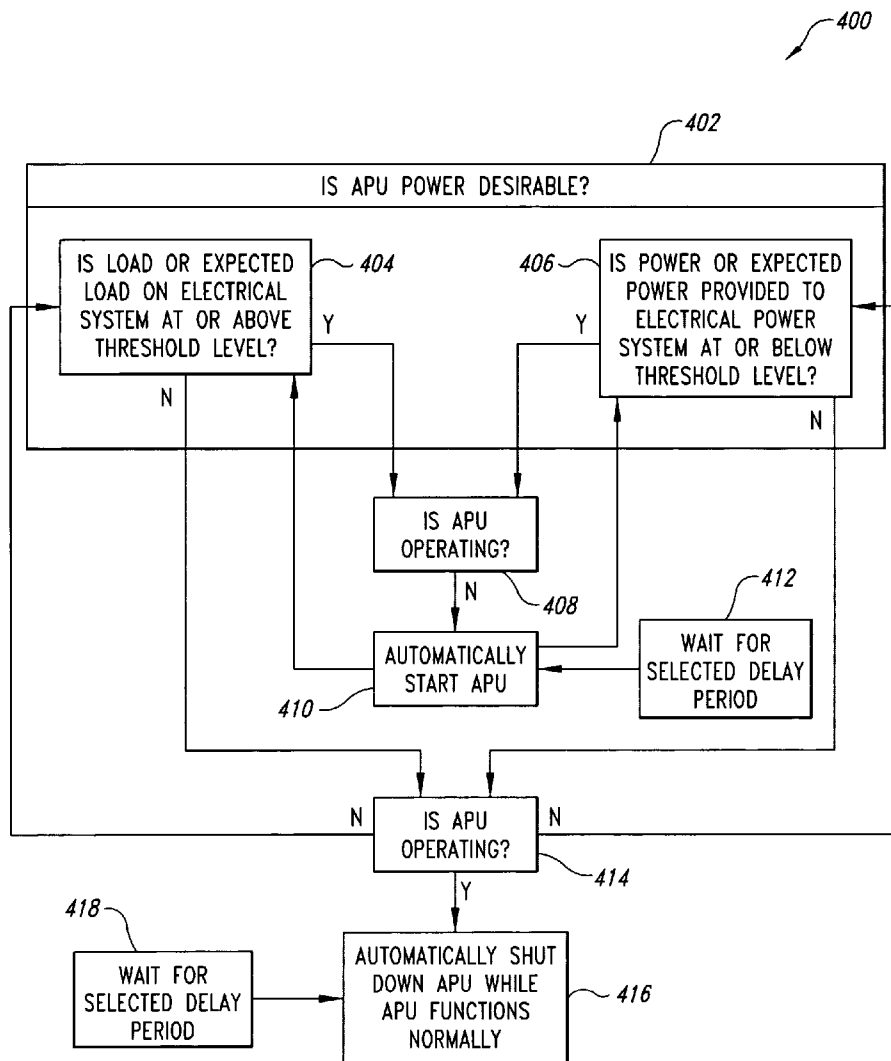 400
402
IS APU POWER DESIRABLE?
IS LOAD OR EXPECTED
LOAD ON ELECTRICAL
SYSTEM AT OR ABOVE
THRESHOLD LEVEL?
404
Y
N
406
IS POWER OR EXPECTED
POWER PROVIDED TO
ELECTRICAL POWER
SYSTEM AT OR BELOW
THRESHOLD LEVEL?
Y
N
IS APU
OPERATING?
408
N
AUTOMATICALLY
START APU
410
412
WAIT FOR
SELECTED DELAY
PERIOD
N
IS APU
OPERATING?
N
414
Y
418
WAIT FOR
SELECTED DELAY
PERIOD
AUTOMATICALLY SHUT
DOWN APU WHILE
APU FUNCTIONS
NORMALLY
416